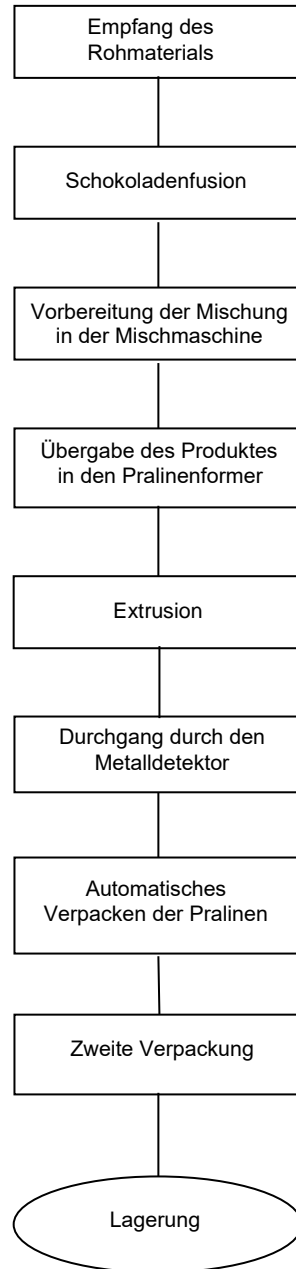 Empfang des
Rohmaterials
Schokoladenfusion
Vorbereitung der Mischung
in der Mischmaschine
Übergabe des Produktes
in den Pralinenformer
Extrusion
Durchgang durch den
Metalldetektor
Automatisches
Verpacken der Pralinen
Zweite Verpackung
Lagerung